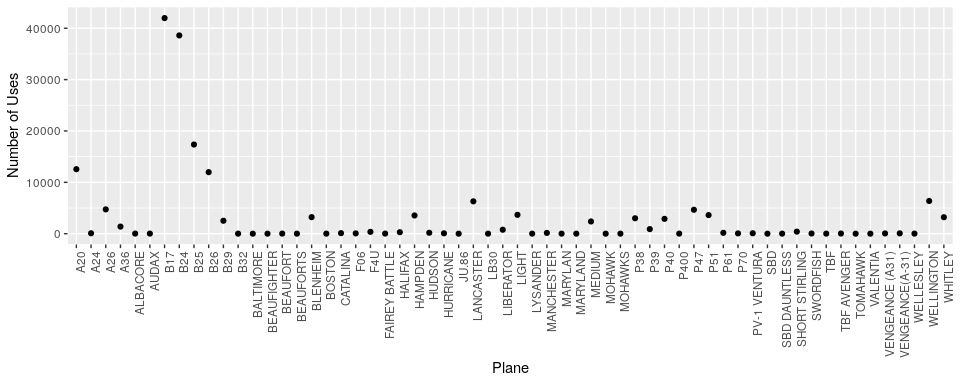 Number of Uses
40000
30000
20000
10000
0
A20
A24
A26
A36
ALBACORE
AUDAX
B17
B24
B25
B26
B29
B32
BALTIMORE
BEAUFIGHTER
BEAUFORT
BEAUFORTS
BLENHEIM
BOSTON
CATALINA
F06
F4U
FAIREY BATTLE
HALIFAX
HAMPDEN
HUDSON
HURRICANE
JU.86
LANCASTER
LB30
LIBERATOR
LIGHT
LYSANDER
MANCHESTER
MARYLAN
MARYLAND
MEDIUM
MOHAWK
MOHAWKS
P38
P39
P40
P400
P47
P51
P61
P70
PV-1 VENTURA
SBD
SBD DAUNTLESS
SHORT STIRLING
SWORDFISH
TBF
TBF AVENGER
TOMAHAWK
VALENTIA
VENGEANCE (A31)
VENGEANCE(A-31)
WELLESLEY
WELLINGTON
WHITLEY
Plane